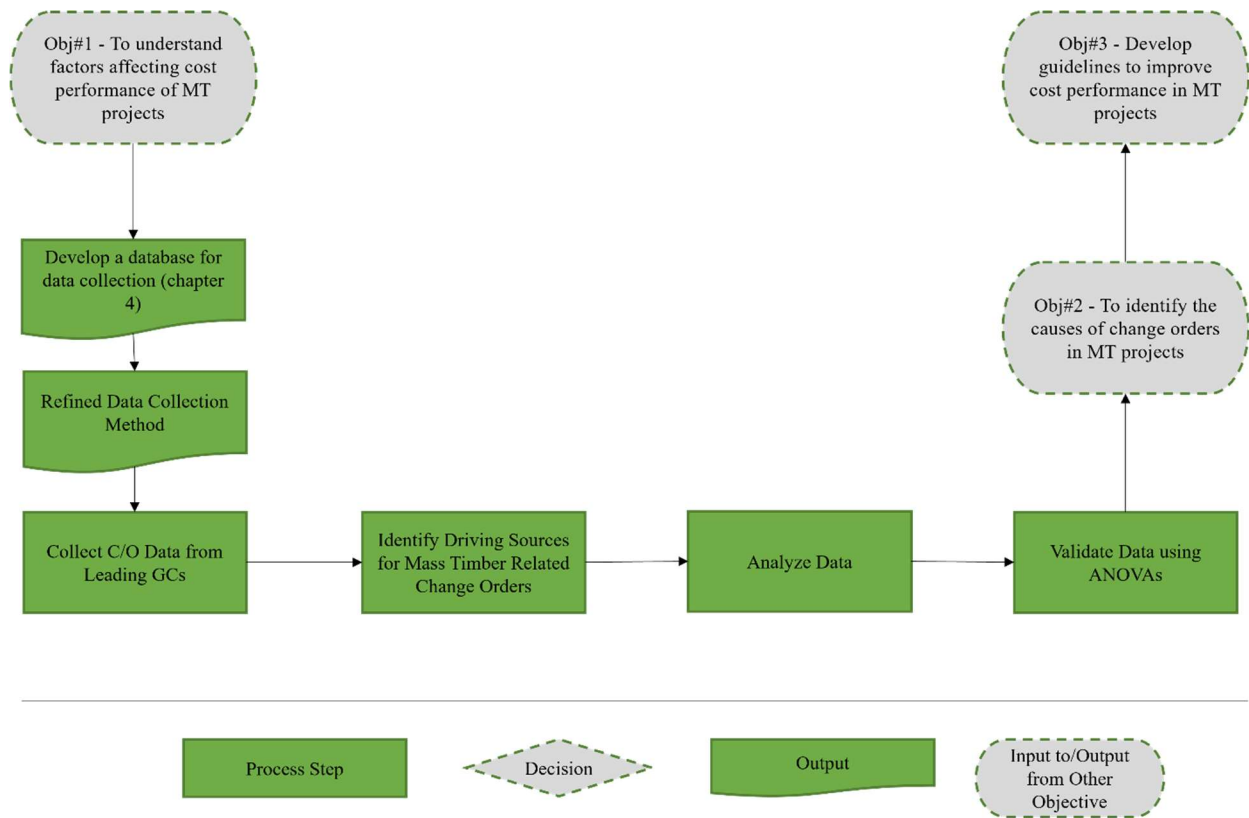 Obj#1 - To understand
factors affecting cost
performance of MT
projects
Develop a database for
data collection (chapter
4)
Refined Data Collection
Method
Collect C/O Data from
Leading GCs
Identify Driving Sources
for Mass Timber Related
Change Orders
Analyze Data
Validate Data using
ANOVAs
Obj#2 - To identify the
causes of change orders
in MT projects
Obj#3 - Develop
guidelines to improve
cost performance in MT
projects
Process Step
Decision
Output
Input to/Output
from Other
Objective